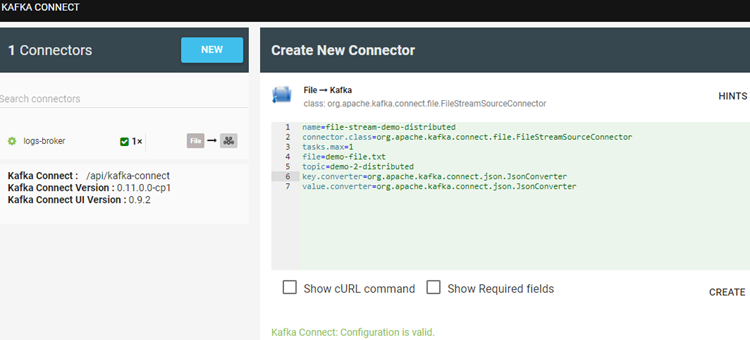 KAFKA CONNECT
1 Connectors
NEW
Search connectors
logs-broker
1×
File
Kafka Connect : /api/kafka-connect
Kafka Connect Version : 0.11.0.0-cp1
Kafka Connect UI Version : 0.9.2
Create New Connector
File → Kafka
class: org.apache.kafka.connect.file.FileStreamSourceConnector
HINTS
1 name=file-stream-demo-distributed
2 connector.class=org.apache.kafka.connect.file.FileStreamSourceConnector
3 tasks.max=1
4 file=demo-file.txt
5 topic=demo-2-distributed
6 key.converter=org.apache.kafka.connect.json.JsonConverter
7 value.converter=org.apache.kafka.connect.json.JsonConverter
Show cURL command
Show Required fields
CREATE
Kafka Connect: Configuration is valid.